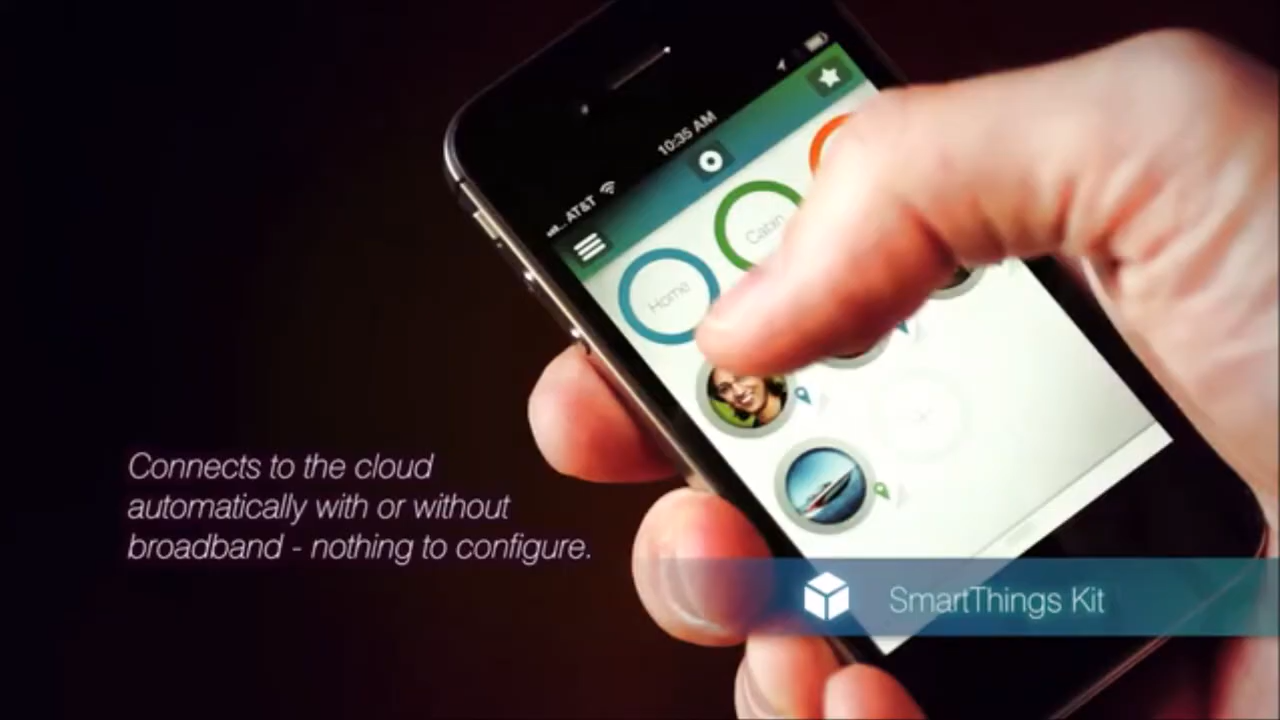 10:35 AM
AT&T
Home
Cabin
Connects to the cloud
automatically with or without
broadband - nothing to configure.
SmartThings Kit